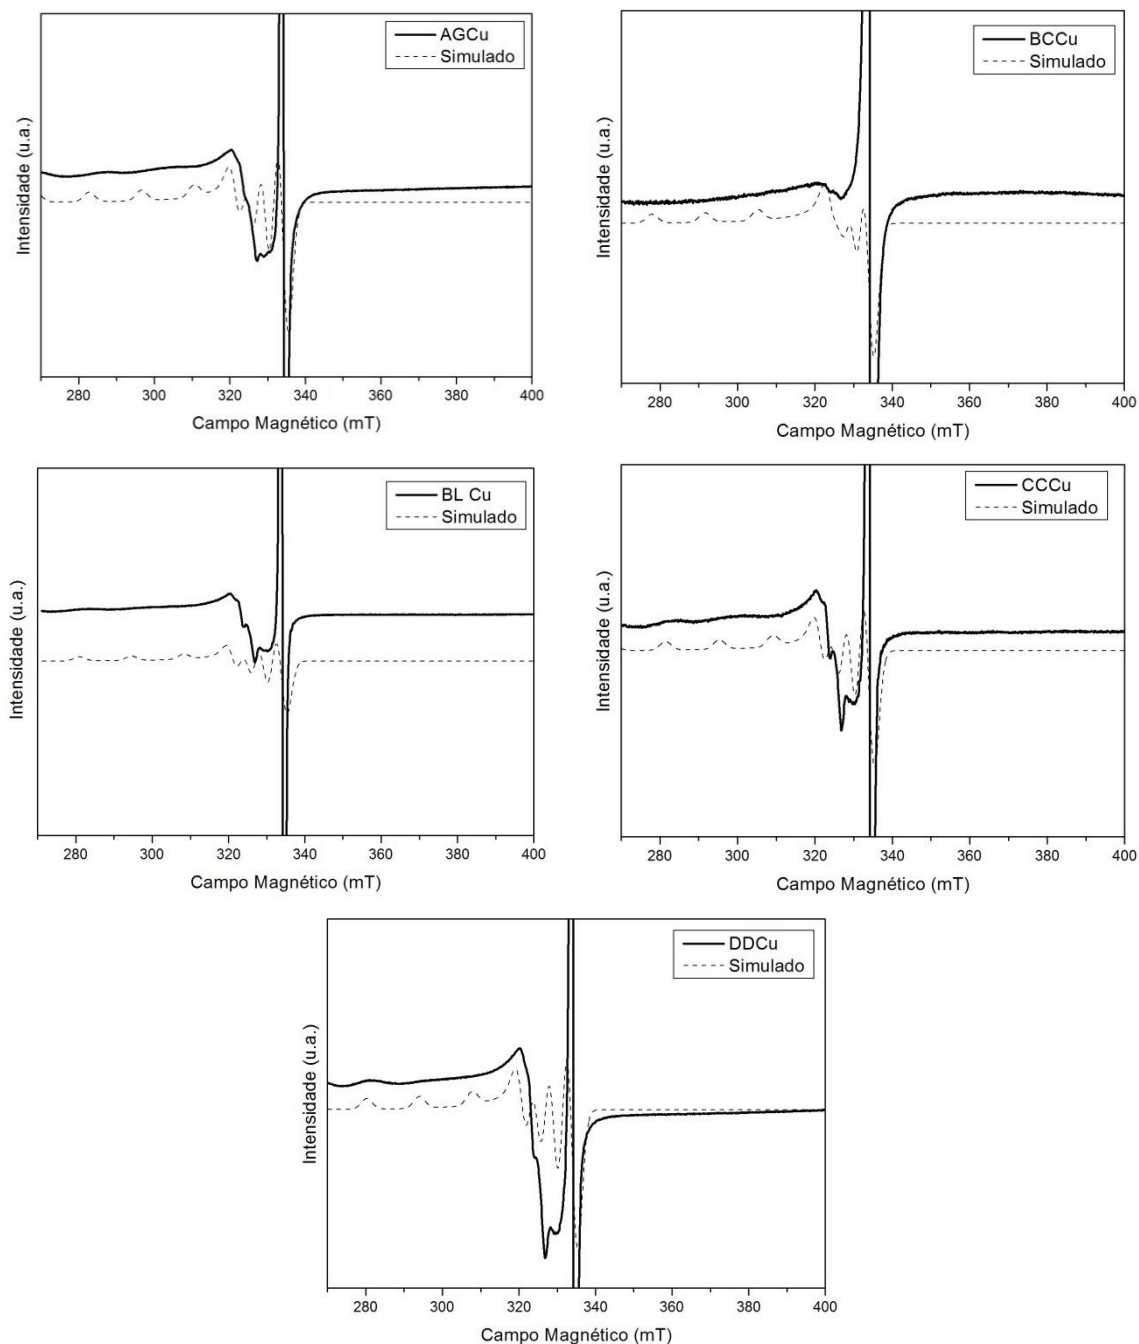 AGCu
Simulado
Intensidade (u.a.)
280 300 320 340 360 380 400
Campo Magnético (mT)
BCCu
Simulado
Intensidade (u.a.)
280 300 320 340 360 380 400
Campo Magnético (mT)
BL Cu
Simulado
Intensidade (u.a.)
280 300 320 340 360 380 400
Campo Magnético (mT)
CCCu
Simulado
Intensidade (u.a.)
280 300 320 340 360 380 400
Campo Magnético (mT)
DDCu
Simulado
Intensidade (u.a.)
280 300 320 340 360 380 400
Campo Magnético (mT)